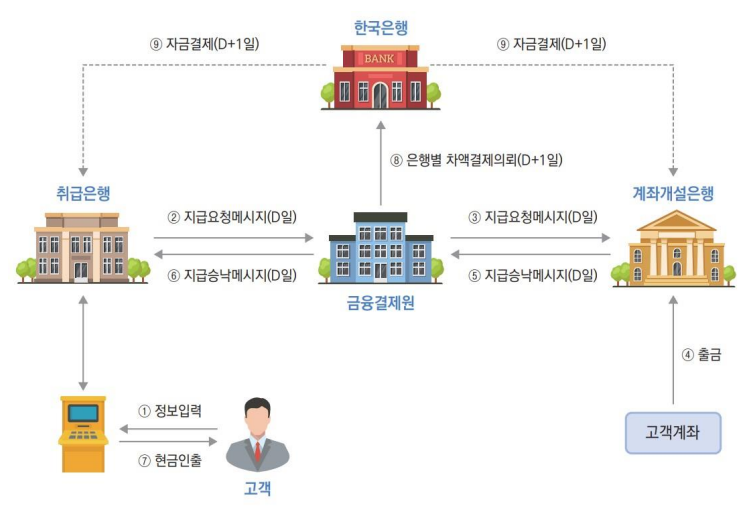 한국은행
⑨ 자금결제(D+1일)
⑨ 자금결제(D+1일)
BANK
⑧ 은행별 차액결제의뢰(D+1일)
취급은행
계좌개설은행
② 지급요청메시지(D일)
③ 지급요청메시지(D일)
⑥ 지급승낙메시지(D일)
⑤ 지급승낙메시지(D일)
금융결제원
④ 출금
① 정보입력
고객계좌
⑦ 현금인출
고객